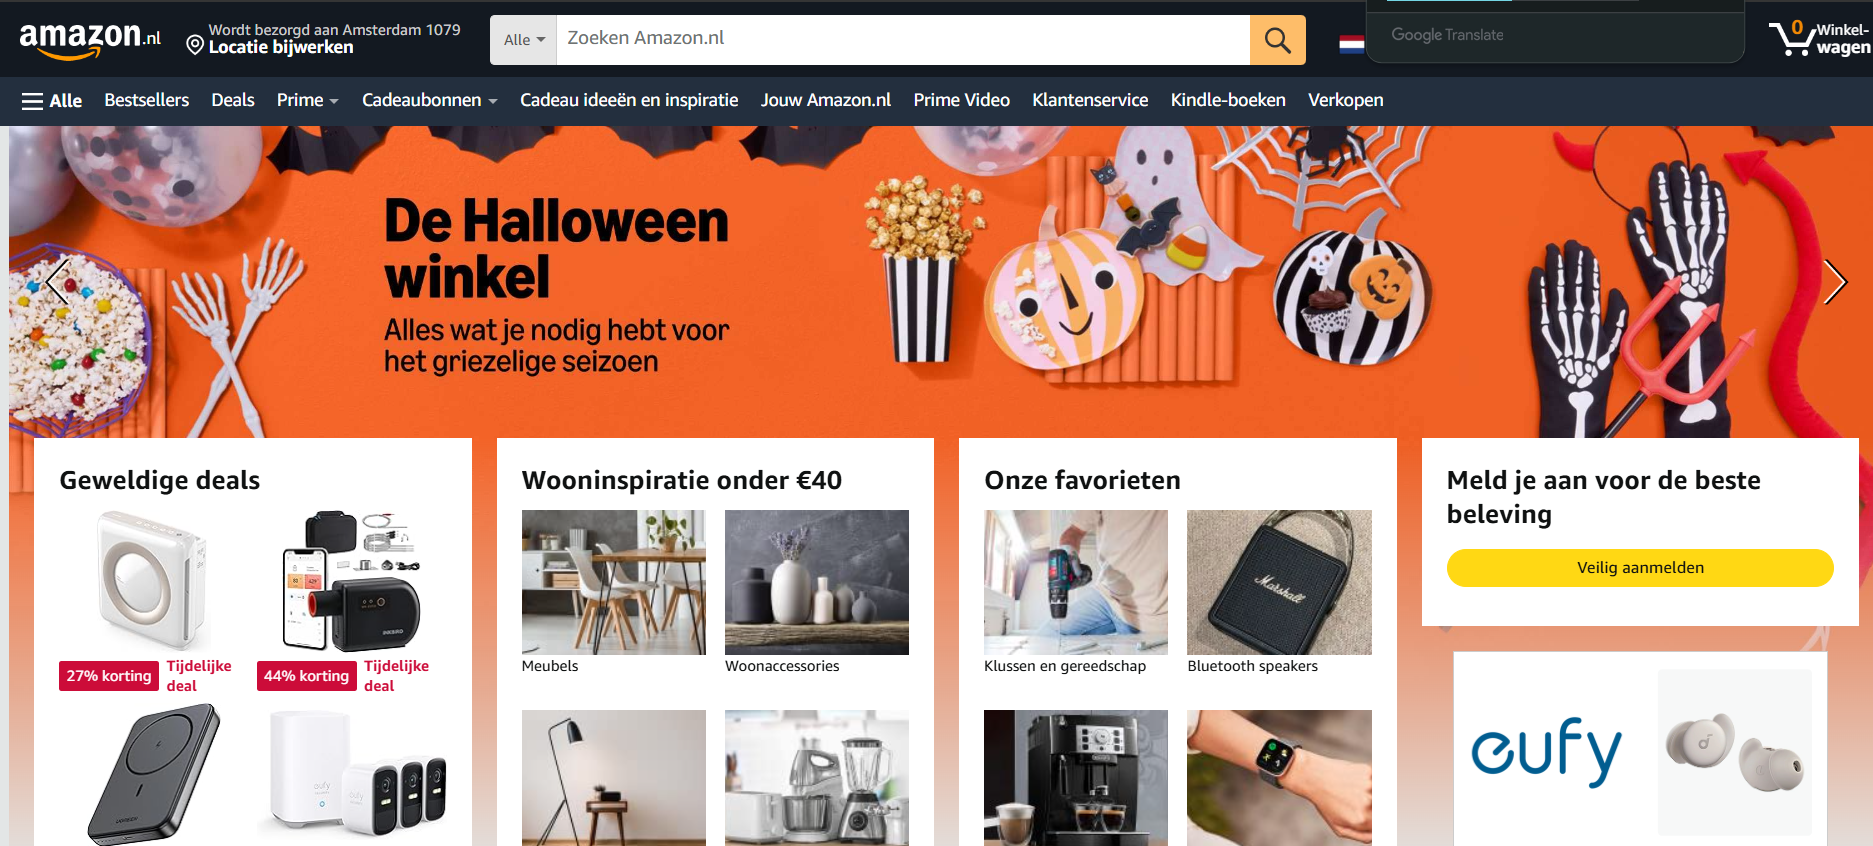 amazon.nl
Wordt bezorgd aan Amsterdam 1079
Locatie bijwerken
Alle
Zoeken Amazon.nl
Google Translate
0
Winkel-
wagen
Alle
Bestsellers
Deals
Prime
Cadeaubonnen
Cadeau ideeën en inspiratie
Jouw Amazon.nl
Prime Video
Klantenservice
Kindle-boeken
Verkopen
De Halloween
winkel
Alles wat je nodig hebt voor
het griezelige seizoen
Geweldige deals
27% korting
Tijdelijke
deal
44% korting
Tijdelijke
deal
Wooninspiratie onder €40
Meubels
Woonaccessories
Onze favorieten
Marshall
Klussen en gereedschap
Bluetooth speakers
Meld je aan voor de beste
beleving
Veilig aanmelden
eufy
eufy